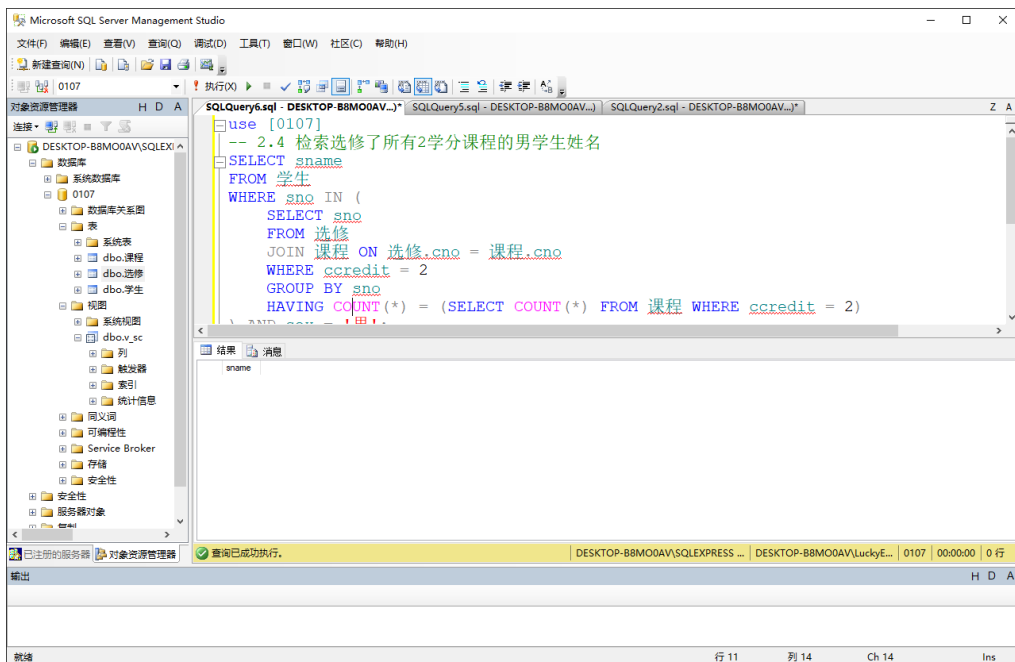 Microsoft SQL Server Management Studio
文件(F) 编辑(E) 查看(V) 查询(Q) 调试(D) 工具(T) 窗口(W) 社区(C) 帮助(H)
新建查询(N)
0107 执行(X)
对象资源管理器 H D A
SQLQuery6.sql - DESKTOP-B8MO0AV...)* SQLQuery5.sql - DESKTOP-B8MO0AV...) SQLQuery2.sql - DESKTOP-B8MO0AV...)* Z A
连接
DESKTOP-B8MO0AV\SQLEXI
数据库
系统数据库
0107
数据库关系图
表
系统表
dbo.课程
dbo.选修
dbo.学生
视图
系统视图
dbo.v_sc
列
触发器
索引
统计信息
同义词
可编程性
Service Broker
存储
安全性
安全性
服务器对象
复制
已注册的服务器 对象资源管理器
use [0107]
-- 2.4 检索选修了所有2学分课程的男学生姓名
SELECT sname
FROM 学生
WHERE sno IN (
SELECT sno
FROM 选修
JOIN 课程 ON 选修.cno = 课程.cno
WHERE ccredit = 2
GROUP BY sno
HAVING COUNT(*) = (SELECT COUNT(*) FROM 课程 WHERE ccredit = 2)
) AND sex = '男';
结果 消息
sname
查询已成功执行。 DESKTOP-B8MO0AV\SQLEXPRESS ... DESKTOP-B8MO0AV\LuckyE... 0107 00:00:00 0 行
输出 H D A
就绪 行 11 列 14 Ch 14 Ins